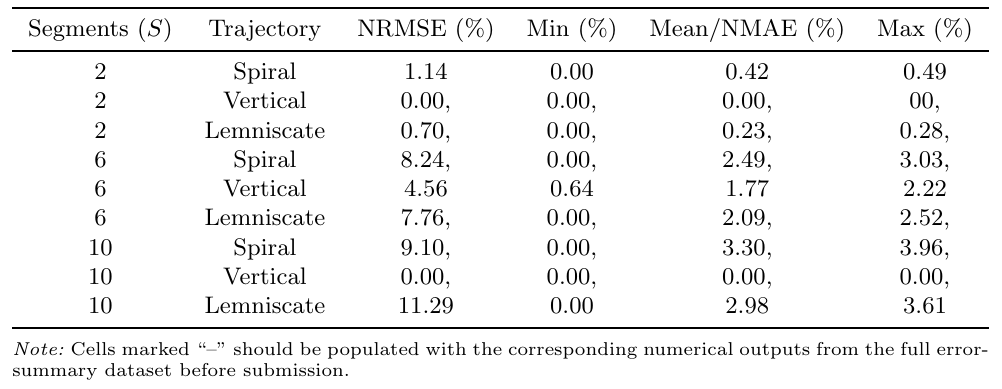 Segments (S) Trajectory NRMSE (%) Min (%) Mean/NMAE (%) Max (%)
2 Spiral 1.14 0.00 0.42 0.49
2 Vertical 0.00, 0.00, 0.00, 00,
2 Lemniscate 0.70, 0.00, 0.23, 0.28,
6 Spiral 8.24, 0.00, 2.49, 3.03,
6 Vertical 4.56 0.64 1.77 2.22
6 Lemniscate 7.76, 0.00, 2.09, 2.52,
10 Spiral 9.10, 0.00, 3.30, 3.96,
10 Vertical 0.00, 0.00, 0.00, 0.00,
10 Lemniscate 11.29 0.00 2.98 3.61
Note: Cells marked “–” should be populated with the corresponding numerical outputs from the full error-
summary dataset before submission.